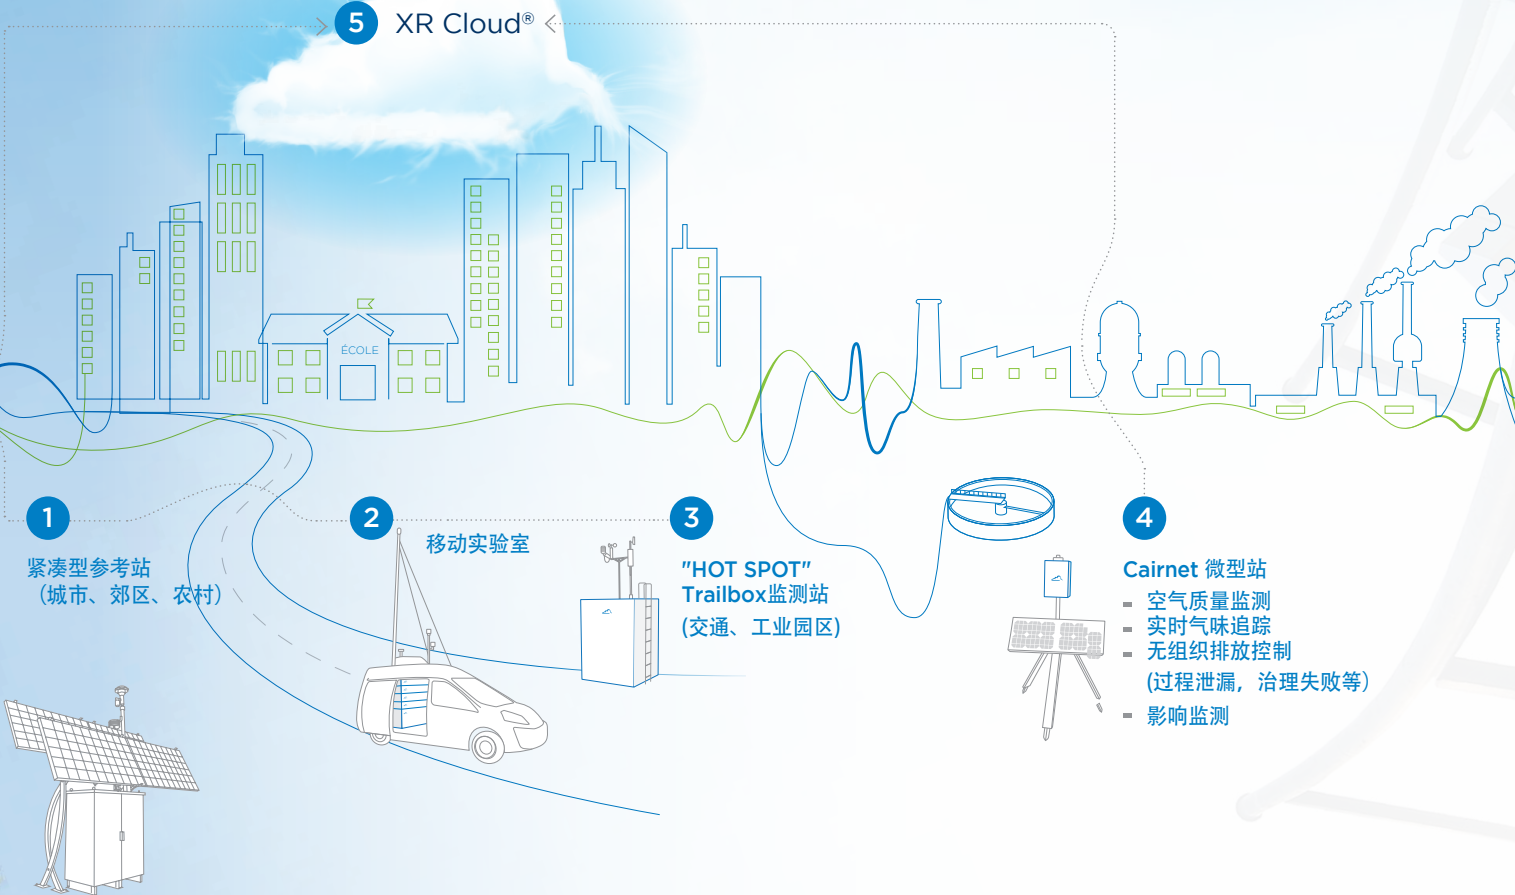 5 XR Cloud®
ÉCOLE
1
紧凑型参考站
（城市、郊区、农村）
2
移动实验室
3
"HOT SPOT"
Trailbox监测站
(交通、工业园区)
4
Cairnet 微型站
- 空气质量监测
- 实时气味追踪
- 无组织排放控制
(过程泄漏，治理失败等）
- 影响监测